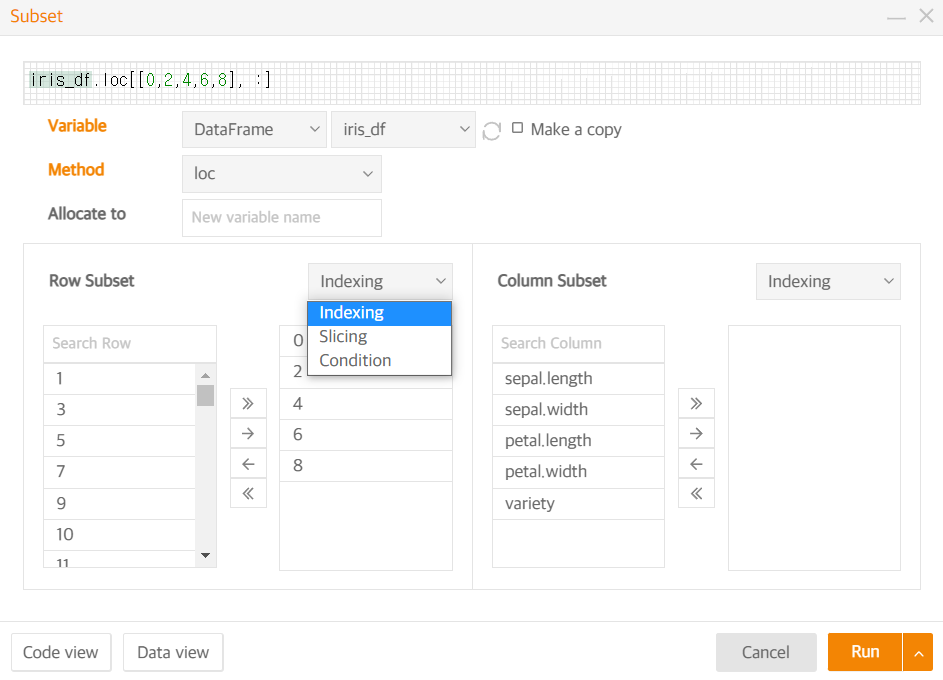 Subset
iris_df.loc[[0,2,4,6,8], :]
Variable
DataFrame
iris_df
Make a copy
Method
loc
Allocate to
New variable name
Row Subset
Indexing
Indexing
Slicing
Condition
Search Row
1
3
5
7
9
10
11
0
2
4
6
8
Column Subset
Indexing
Search Column
sepal.length
sepal.width
petal.length
petal.width
variety
Code view
Data view
Cancel
Run